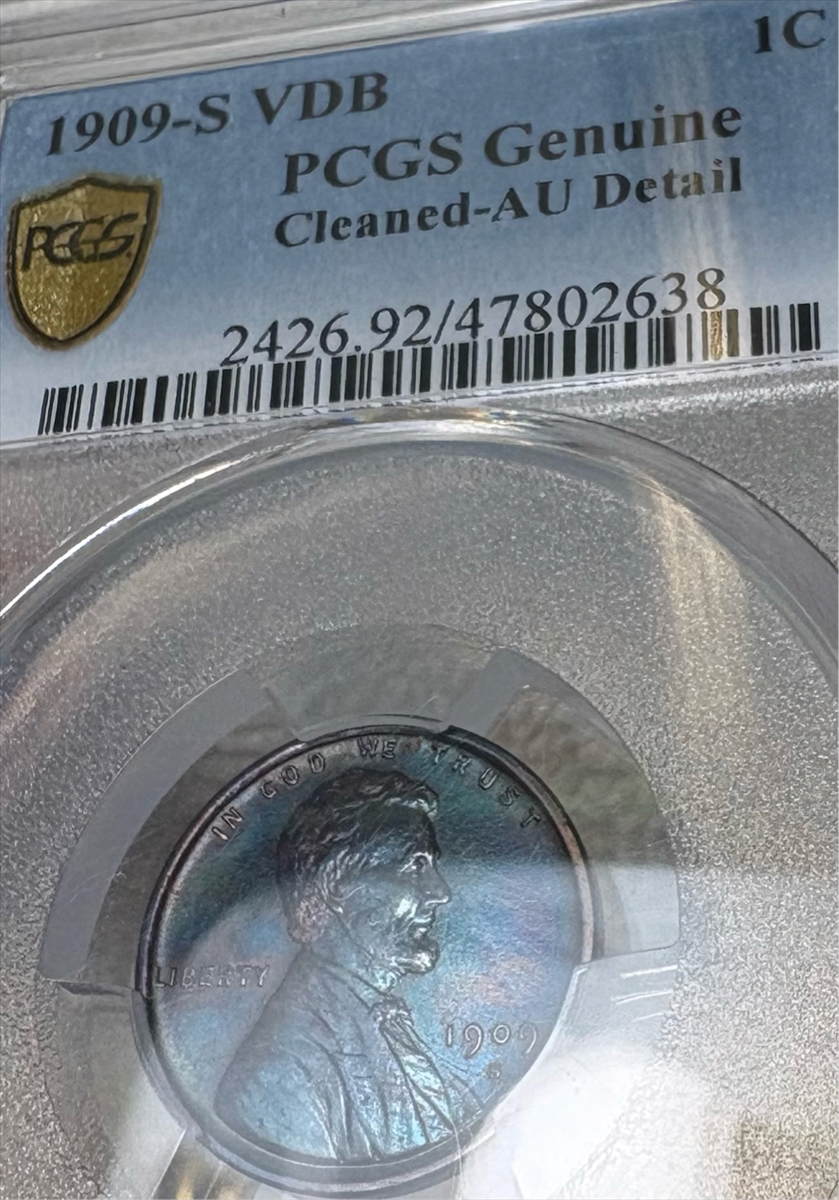 1909-S VDB
1C
PCGS Genuine
Cleaned-AU Detail
PCGS
2426.92/47802638
IN GOD WE TRUST
LIBERTY
1909
S